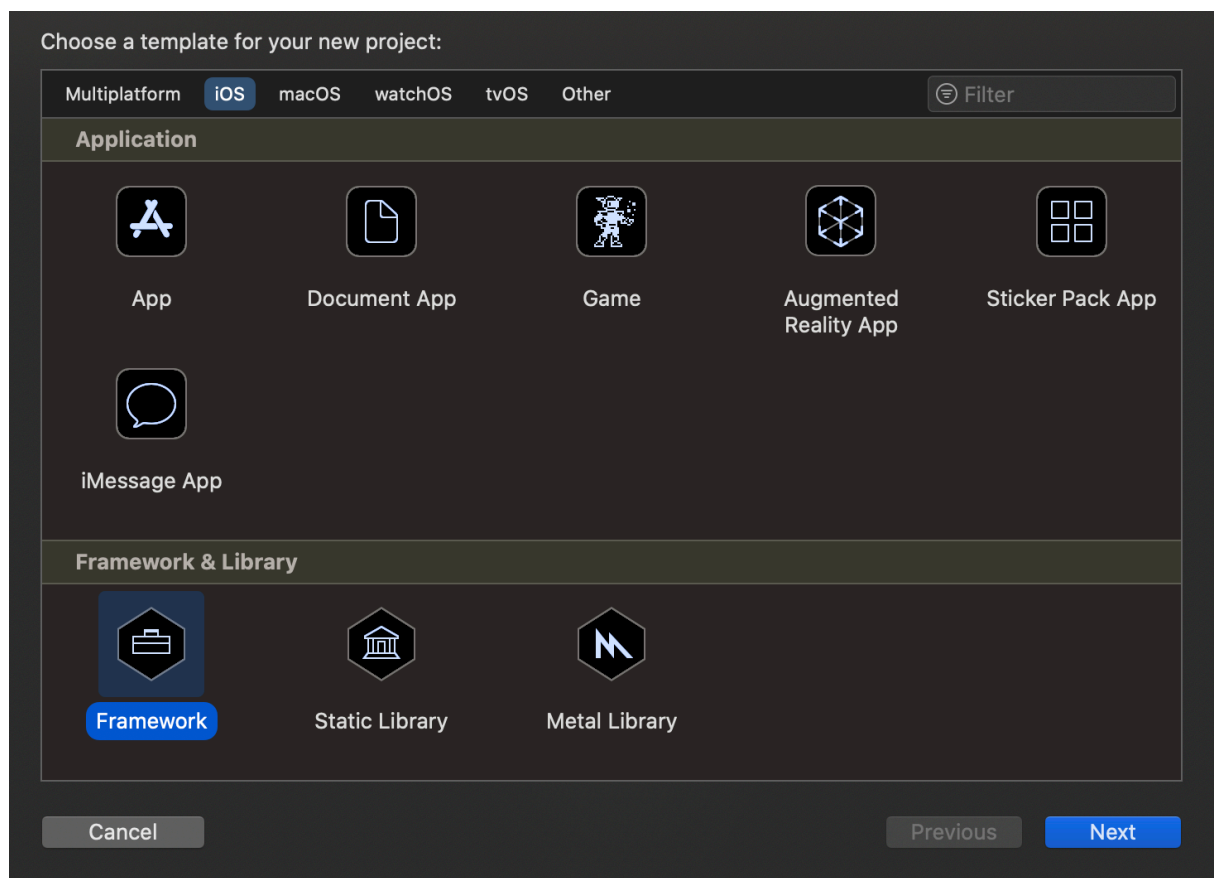 Choose a template for your new project:
Multiplatform iOS macOS watchOS tvOS Other Filter
Application
App Document App Game Augmented Reality App Sticker Pack App
iMessage App
Framework & Library
Framework Static Library Metal Library
Cancel Previous Next